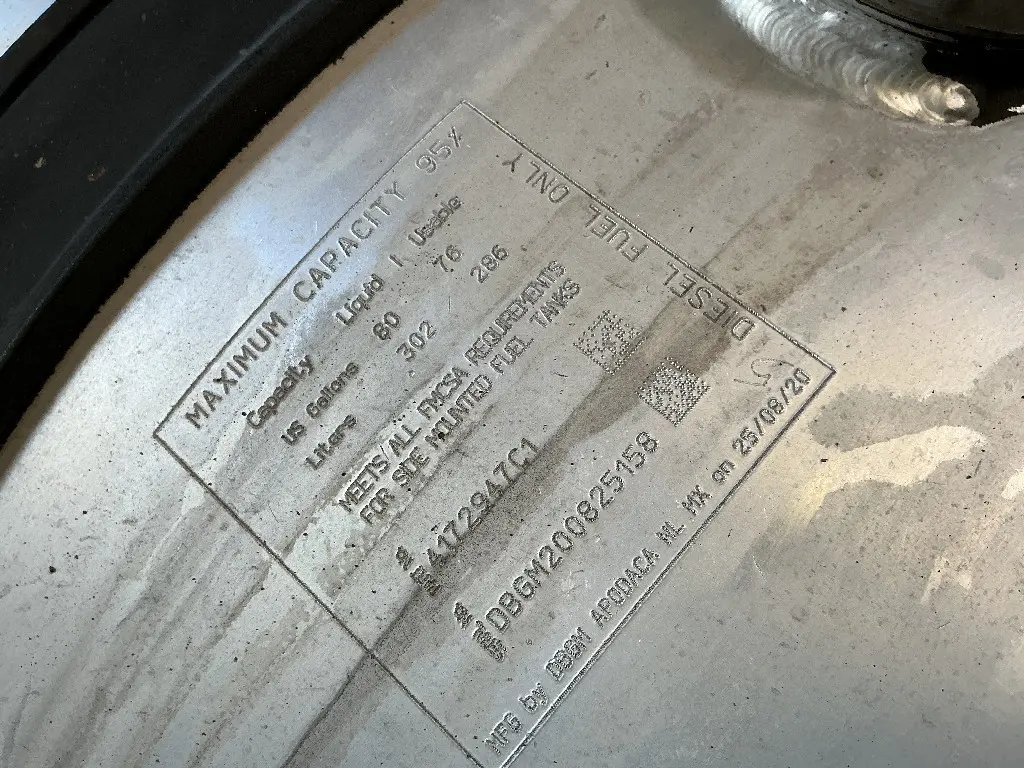 MAXIMUM CAPACITY 95%
Capacity Liquid | Usable
US Gallons 80 76
Liters 302 286
MEETS/ALL FMCSA REQUIREMENTS
FOR SIDE MOUNTED FUEL TANKS
4172947C1
DBGM200825158
MFG by DBGM APODACA NL MX on 25/08/20
DIESEL FUEL ONLY